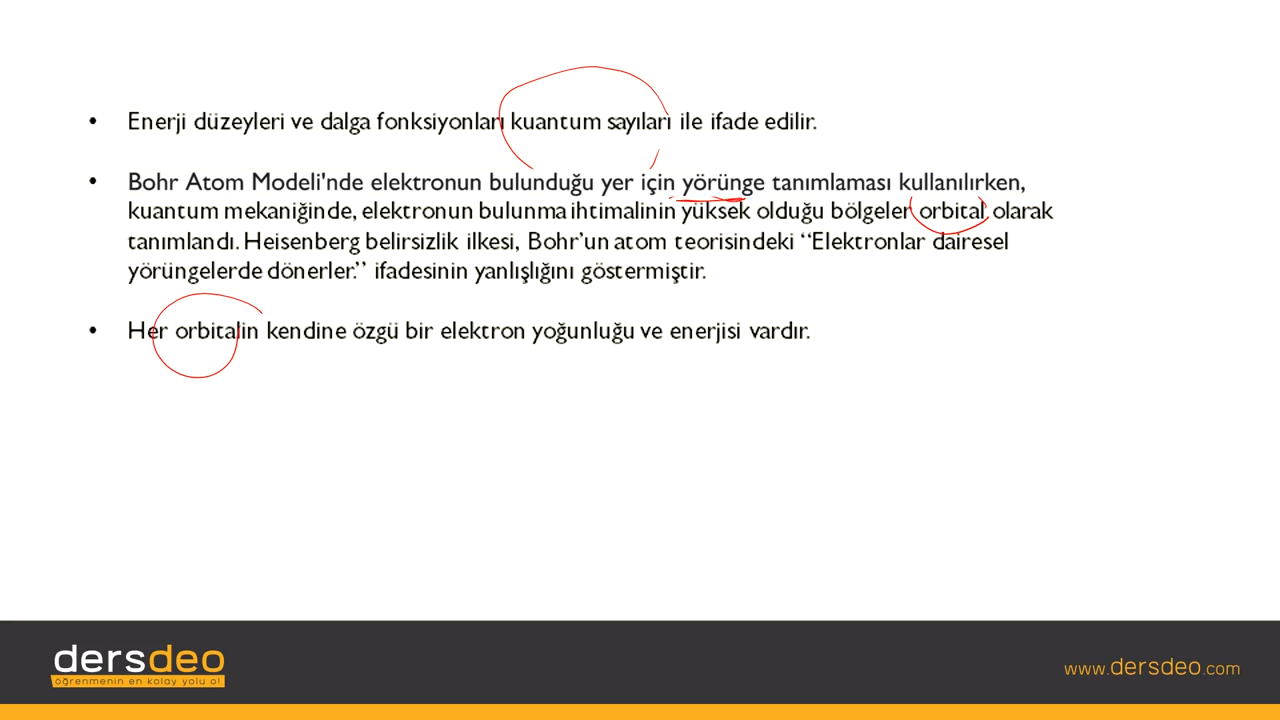 • Enerji düzeyleri ve dalga fonksiyonları kuantum sayıları ile ifade edilir.
• Bohr Atom Modeli'nde elektronun bulunduğu yer için yörünge tanımlaması kullanılırken,
kuantum mekaniğinde, elektronun bulunma ihtimalinin yüksek olduğu bölgeler orbital olarak
tanımlandı. Heisenberg belirsizlik ilkesi, Bohr’un atom teorisindeki “Elektronlar dairesel
yörüngelerde dönerler.” ifadesinin yanlışlığını göstermiştir.
• Her orbitalin kendine özgü bir elektron yoğunluğu ve enerjisi vardır.
dersdeo
öğrenmenin en kolay yolu o!
www.dersdeo.com